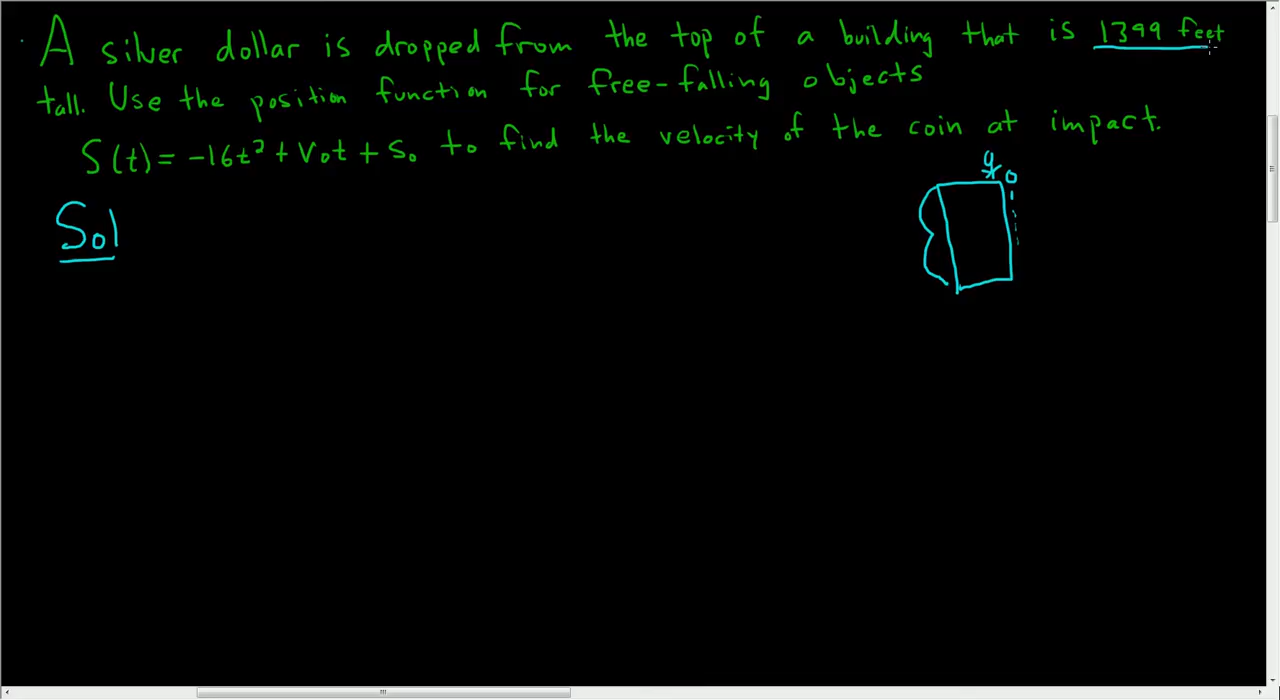 A silver dollar is dropped from the top of a building that is 1399 feet
tall. Use the position function for free-falling objects
S(t) = -16t² + V₀t + S₀ to find the velocity of the coin at impact.
Sol